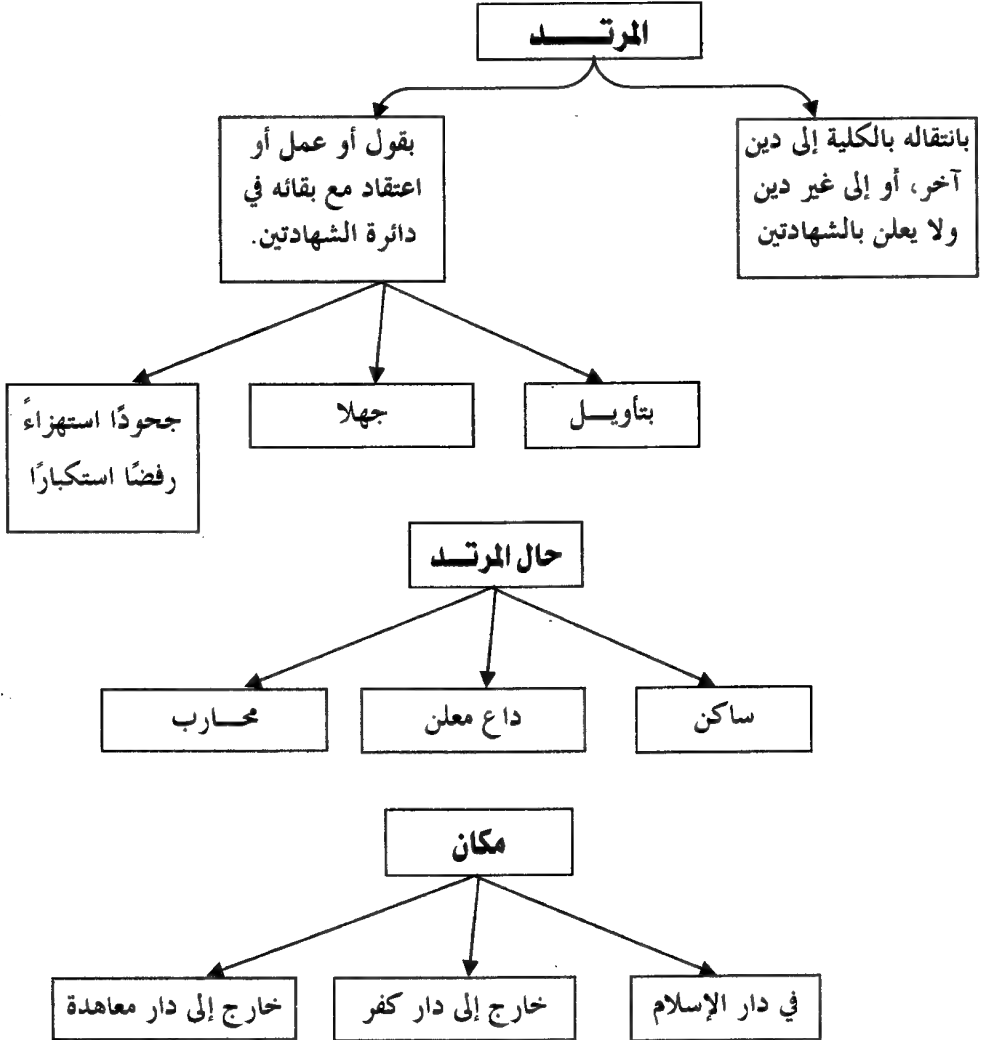 المرتـــــد
بانتقاله بالكلية إلى دين
آخر، أو إلى غير دين
ولا يعلن بالشهادتين
بقول أو عمل أو
اعتقاد مع بقائه في
دائرة الشهادتين.
بتأويـــل
جهلا
جحودًا استهزاءً
رفضًا استكبارًا
حال المرتـــد
ساكن
داع معلن
محـــارب
مكان
في دار الإسلام
خارج إلى دار كفر
خارج إلى دار معاهدة